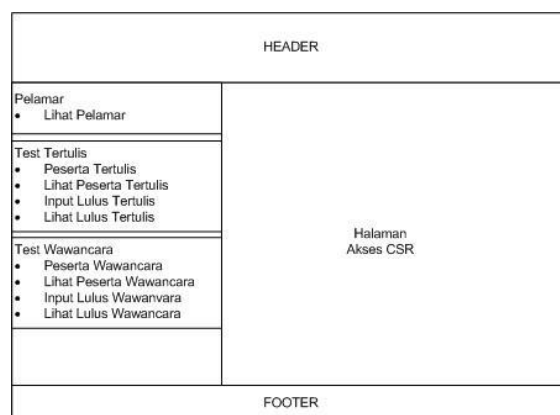 HEADER
Pelamar
• Lihat Pelamar
Test Tertulis
• Peserta Tertulis
• Lihat Peserta Tertulis
• Input Lulus Tertulis
• Lihat Lulus Tertulis
Test Wawancara
• Peserta Wawancara
• Lihat Peserta Wawancara
• Input Lulus Wawanvara
• Lihat Lulus Wawancara
Halaman
Akses CSR
FOOTER